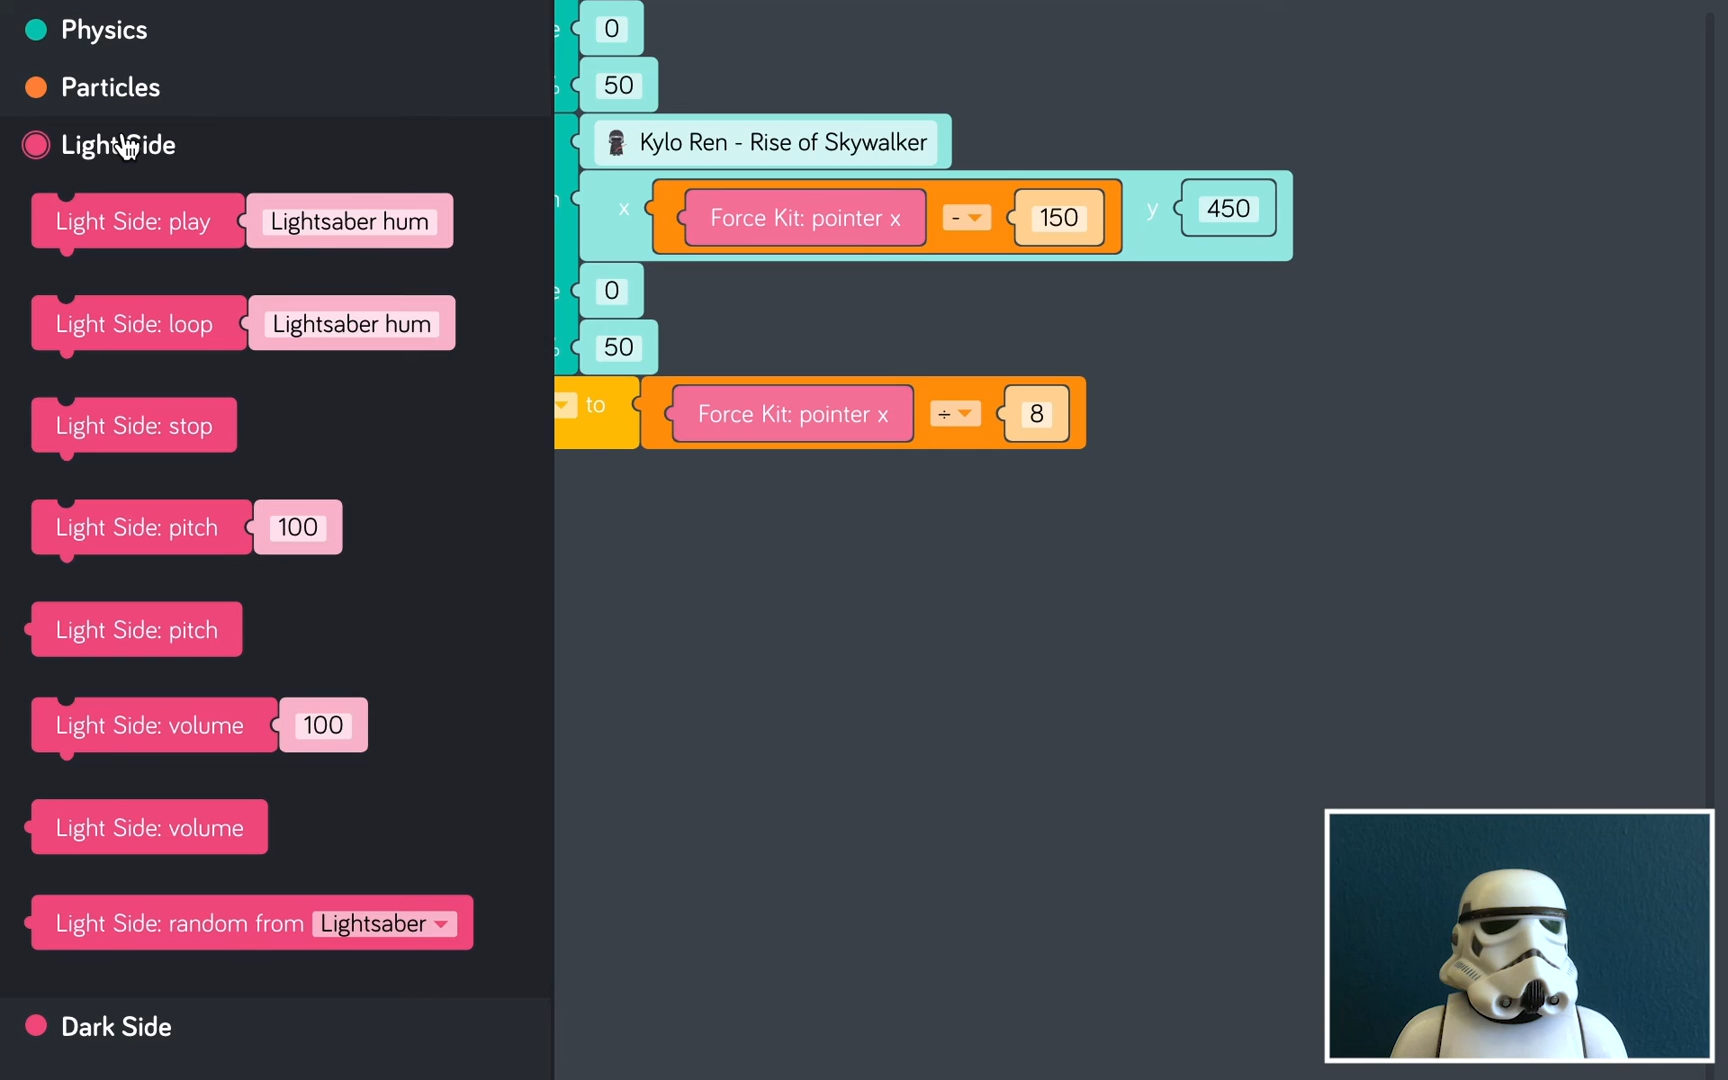 Physics
Particles
Light Side
Light Side: play Lightsaber hum
Light Side: loop Lightsaber hum
Light Side: stop
Light Side: pitch 100
Light Side: pitch
Light Side: volume 100
Light Side: volume
Light Side: random from Lightsaber
Dark Side
0
50
Kylo Ren - Rise of Skywalker
x Force Kit: pointer x - 150 y 450
0
50
to Force Kit: pointer x ÷ 8